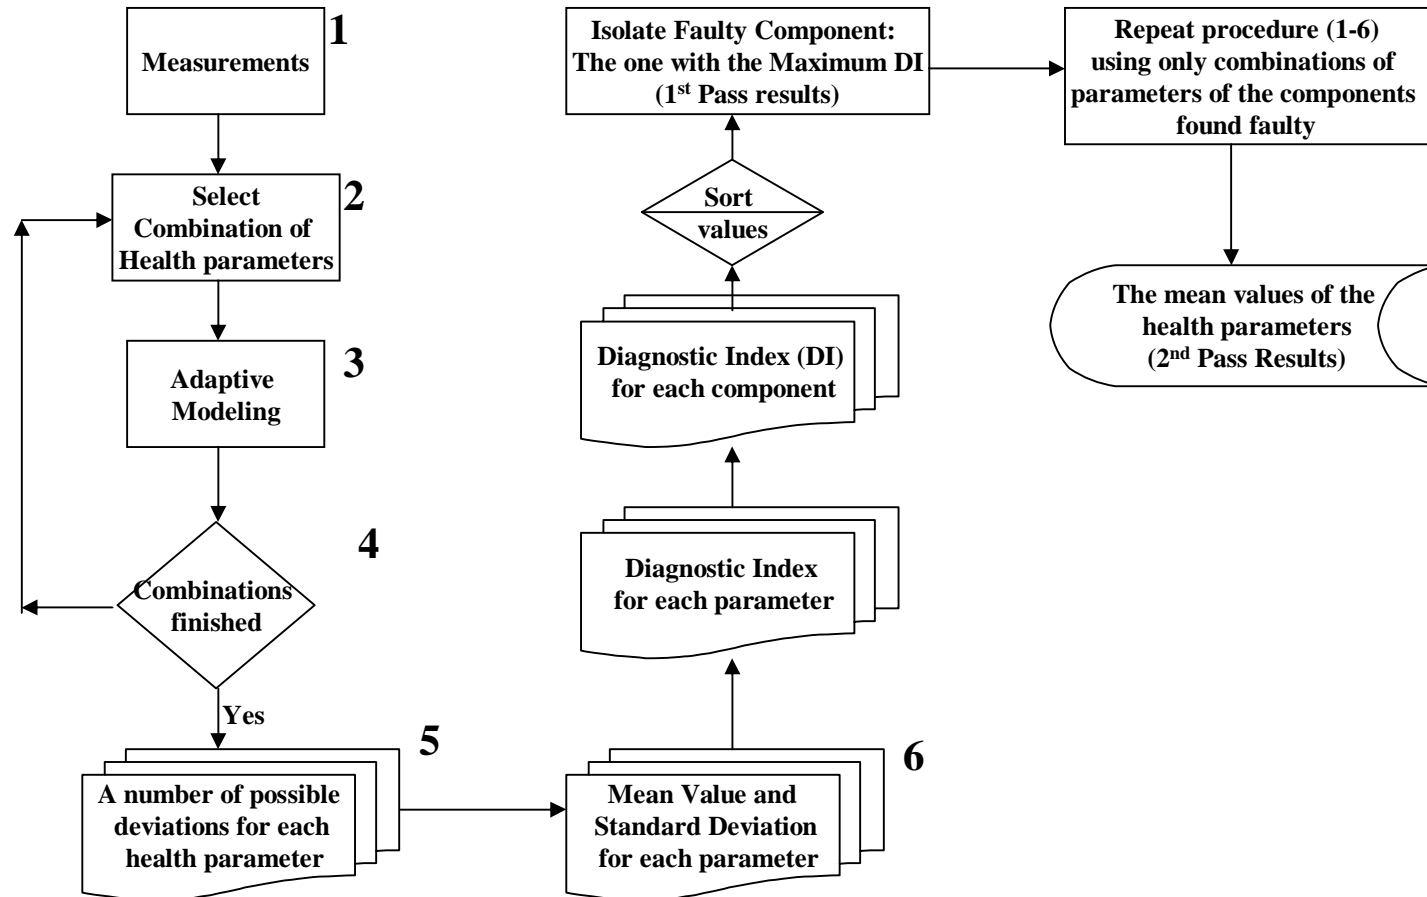 1
Measurements
2
Select
Combination of
Health parameters
3
Adaptive
Modeling
4
Combinations
finished
Yes
5
A number of possible
deviations for each
health parameter
6
Mean Value and
Standard Deviation
for each parameter
Diagnostic Index
for each parameter
Diagnostic Index (DI)
for each component
Sort
values
Isolate Faulty Component:
The one with the Maximum DI
(1st Pass results)
Repeat procedure (1-6)
using only combinations of
parameters of the components
found faulty
The mean values of the
health parameters
(2nd Pass Results)